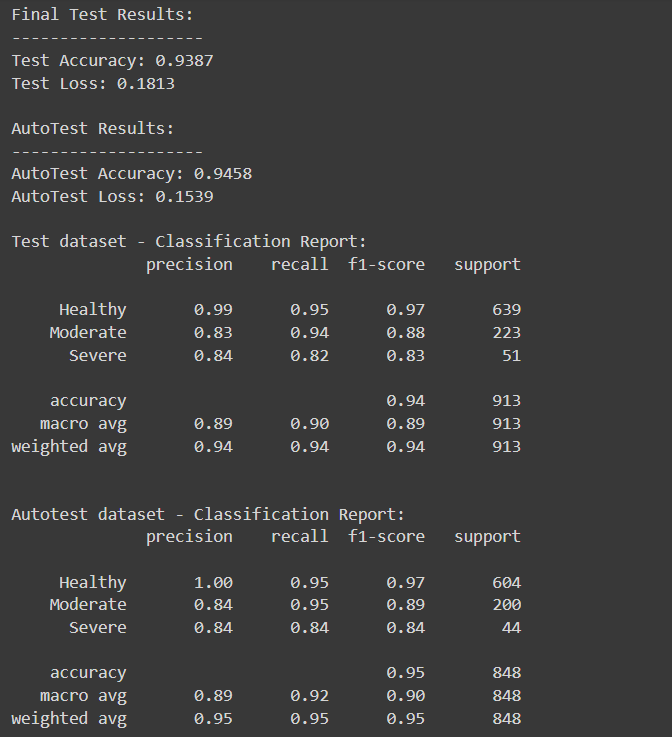 Final Test Results:
--------------------
Test Accuracy: 0.9387
Test Loss: 0.1813
AutoTest Results:
--------------------
AutoTest Accuracy: 0.9458
AutoTest Loss: 0.1539
Test dataset - Classification Report:
precision recall f1-score support
Healthy 0.99 0.95 0.97 639
Moderate 0.83 0.94 0.88 223
Severe 0.84 0.82 0.83 51
accuracy 0.94 913
macro avg 0.89 0.90 0.89 913
weighted avg 0.94 0.94 0.94 913
Autotest dataset - Classification Report:
precision recall f1-score support
Healthy 1.00 0.95 0.97 604
Moderate 0.84 0.95 0.89 200
Severe 0.84 0.84 0.84 44
accuracy 0.95 848
macro avg 0.89 0.92 0.90 848
weighted avg 0.95 0.95 0.95 848